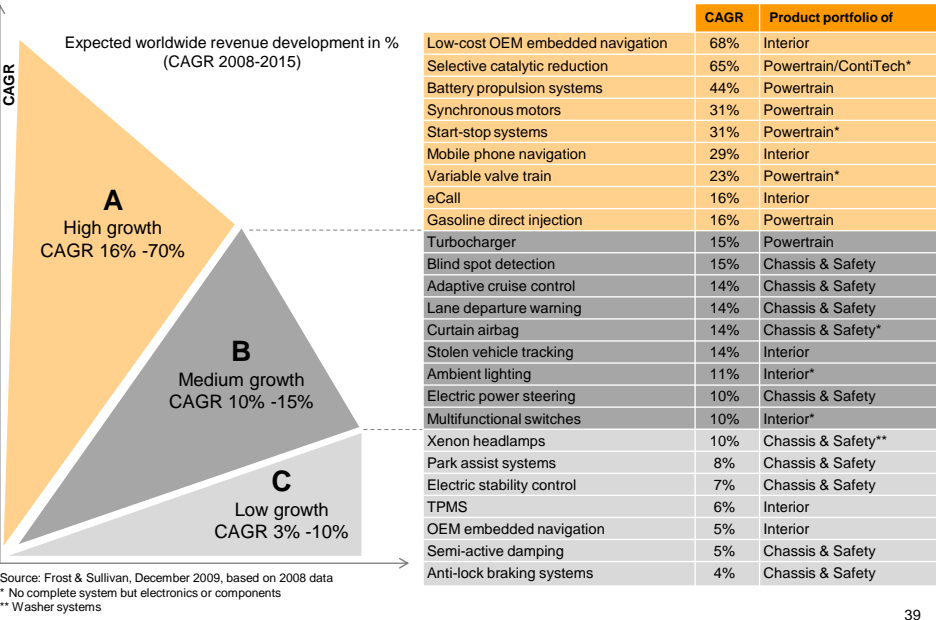 Expected worldwide revenue development in %
(CAGR 2008-2015)
CAGR
A
High growth
CAGR 16% -70%
B
Medium growth
CAGR 10% -15%
C
Low growth
CAGR 3% -10%
CAGR Product portfolio of
Low-cost OEM embedded navigation 68% Interior
Selective catalytic reduction 65% Powertrain/ContiTech*
Battery propulsion systems 44% Powertrain
Synchronous motors 31% Powertrain
Start-stop systems 31% Powertrain*
Mobile phone navigation 29% Interior
Variable valve train 23% Powertrain*
eCall 16% Interior
Gasoline direct injection 16% Powertrain
Turbocharger 15% Powertrain
Blind spot detection 15% Chassis & Safety
Adaptive cruise control 14% Chassis & Safety
Lane departure warning 14% Chassis & Safety
Curtain airbag 14% Chassis & Safety*
Stolen vehicle tracking 14% Interior
Ambient lighting 11% Interior*
Electric power steering 10% Chassis & Safety
Multifunctional switches 10% Interior*
Xenon headlamps 10% Chassis & Safety**
Park assist systems 8% Chassis & Safety
Electric stability control 7% Chassis & Safety
TPMS 6% Interior
OEM embedded navigation 5% Interior
Semi-active damping 5% Chassis & Safety
Anti-lock braking systems 4% Chassis & Safety
Source: Frost & Sullivan, December 2009, based on 2008 data
* No complete system but electronics or components
** Washer systems
39